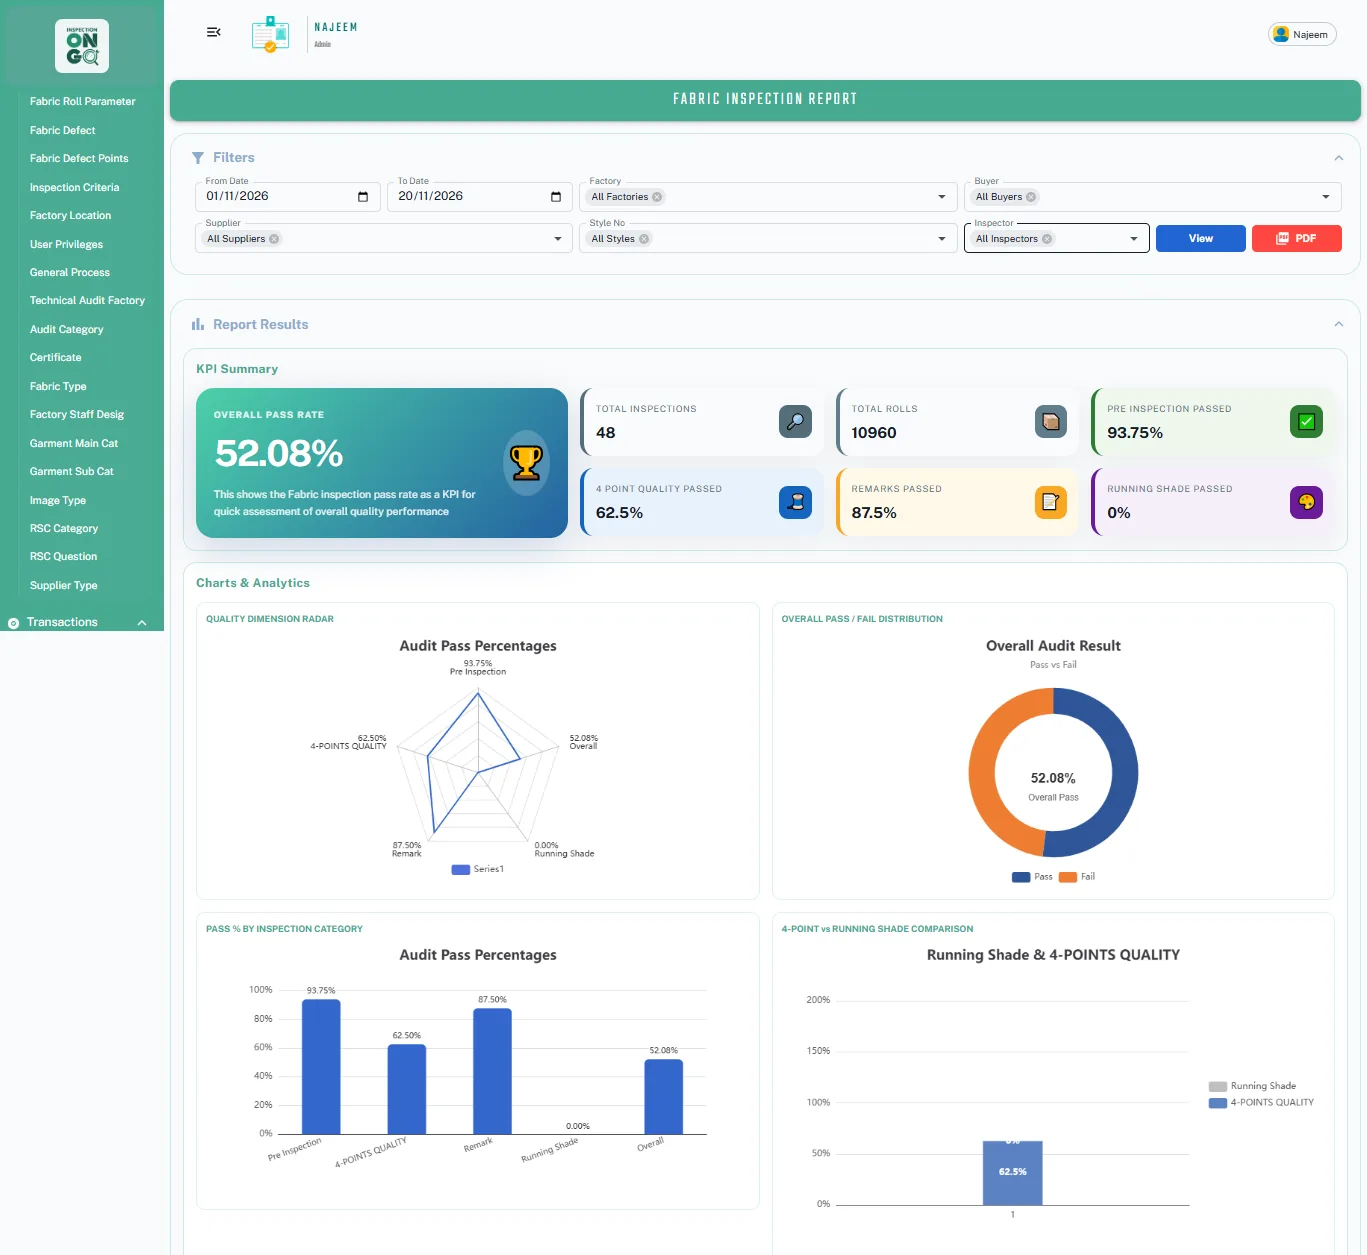 INSPECTION
ON
GO
Fabric Roll Parameter
Fabric Defect
Fabric Defect Points
Inspection Criteria
Factory Location
User Privileges
General Process
Technical Audit Factory
Audit Category
Certificate
Fabric Type
Factory Staff Desig
Garment Main Cat
Garment Sub Cat
Image Type
RSC Category
RSC Question
Supplier Type
Transactions
NAJEEM
Admin
Najeem
FABRIC INSPECTION REPORT
Filters
From Date
01/11/2026
To Date
20/11/2026
Factory
All Factories
Buyer
All Buyers
Supplier
All Suppliers
Style No
All Styles
Inspector
All Inspectors
View
PDF
Report Results
KPI Summary
OVERALL PASS RATE
52.08%
This shows the Fabric inspection pass rate as a KPI for
quick assessment of overall quality performance
TOTAL INSPECTIONS
48
TOTAL ROLLS
10960
PRE INSPECTION PASSED
93.75%
4 POINT QUALITY PASSED
62.5%
REMARKS PASSED
87.5%
RUNNING SHADE PASSED
0%
Charts & Analytics
QUALITY DIMENSION RADAR
Audit Pass Percentages
93.75%
Pre Inspection
62.50%
4-POINTS QUALITY
52.08%
Overall
87.50%
Remark
0.00%
Running Shade
Series1
OVERALL PASS / FAIL DISTRIBUTION
Overall Audit Result
Pass vs Fail
52.08%
Overall Pass
Pass
Fail
PASS % BY INSPECTION CATEGORY
Audit Pass Percentages
100%
80%
60%
40%
20%
0%
93.75%
62.50%
87.50%
0.00%
52.08%
Pre Inspection
4-POINTS QUALITY
Remark
Running Shade
Overall
4-POINT vs RUNNING SHADE COMPARISON
Running Shade & 4-POINTS QUALITY
200%
150%
100%
50%
0%
0%
62.5%
1
Running Shade
4-POINTS QUALITY